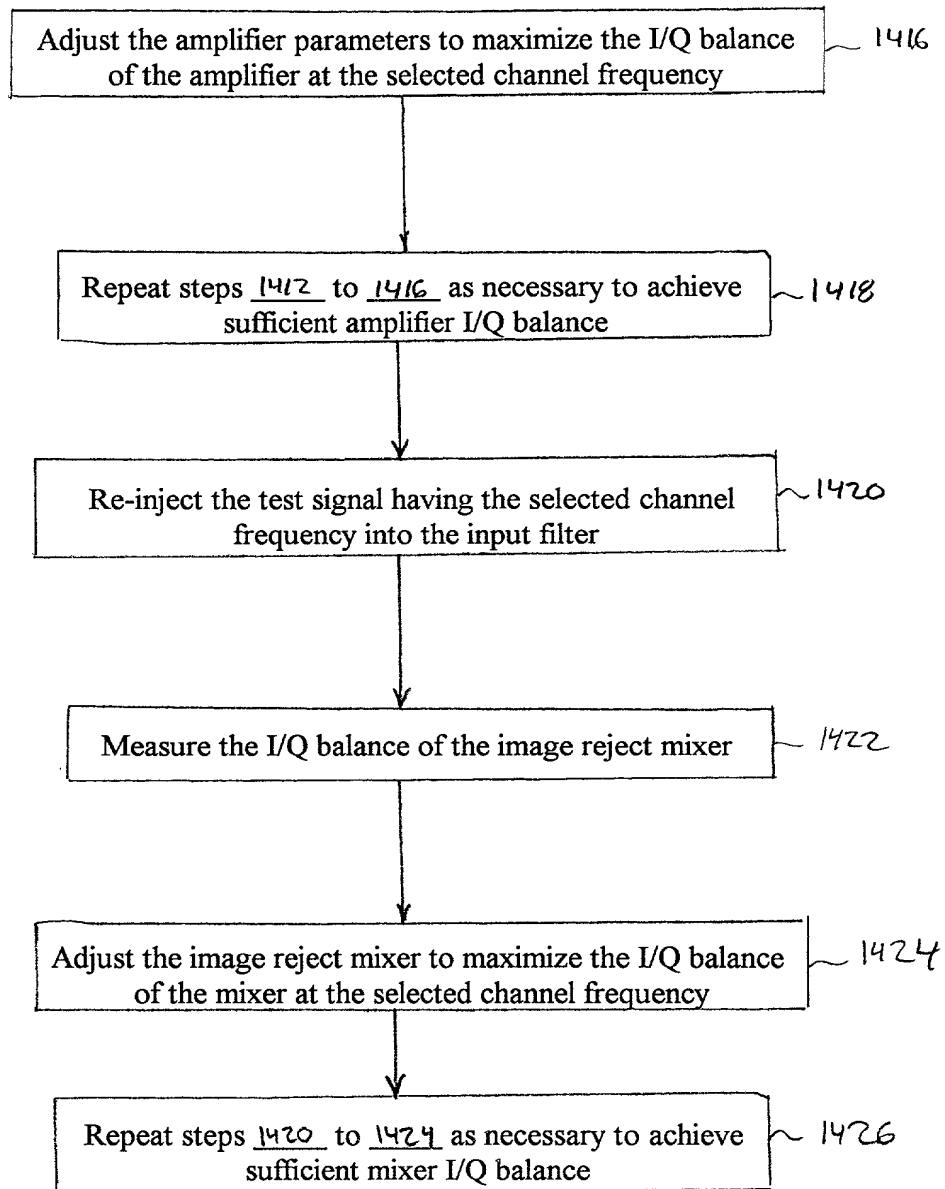 Adjust the amplifier parameters to maximize the I/Q balance
of the amplifier at the selected channel frequency
1416
Repeat steps 1412 to 1416 as necessary to achieve
sufficient amplifier I/Q balance
1418
Re-inject the test signal having the selected channel
frequency into the input filter
1420
Measure the I/Q balance of the image reject mixer
1422
Adjust the image reject mixer to maximize the I/Q balance
of the mixer at the selected channel frequency
1424
Repeat steps 1420 to 1424 as necessary to achieve
sufficient mixer I/Q balance
1426